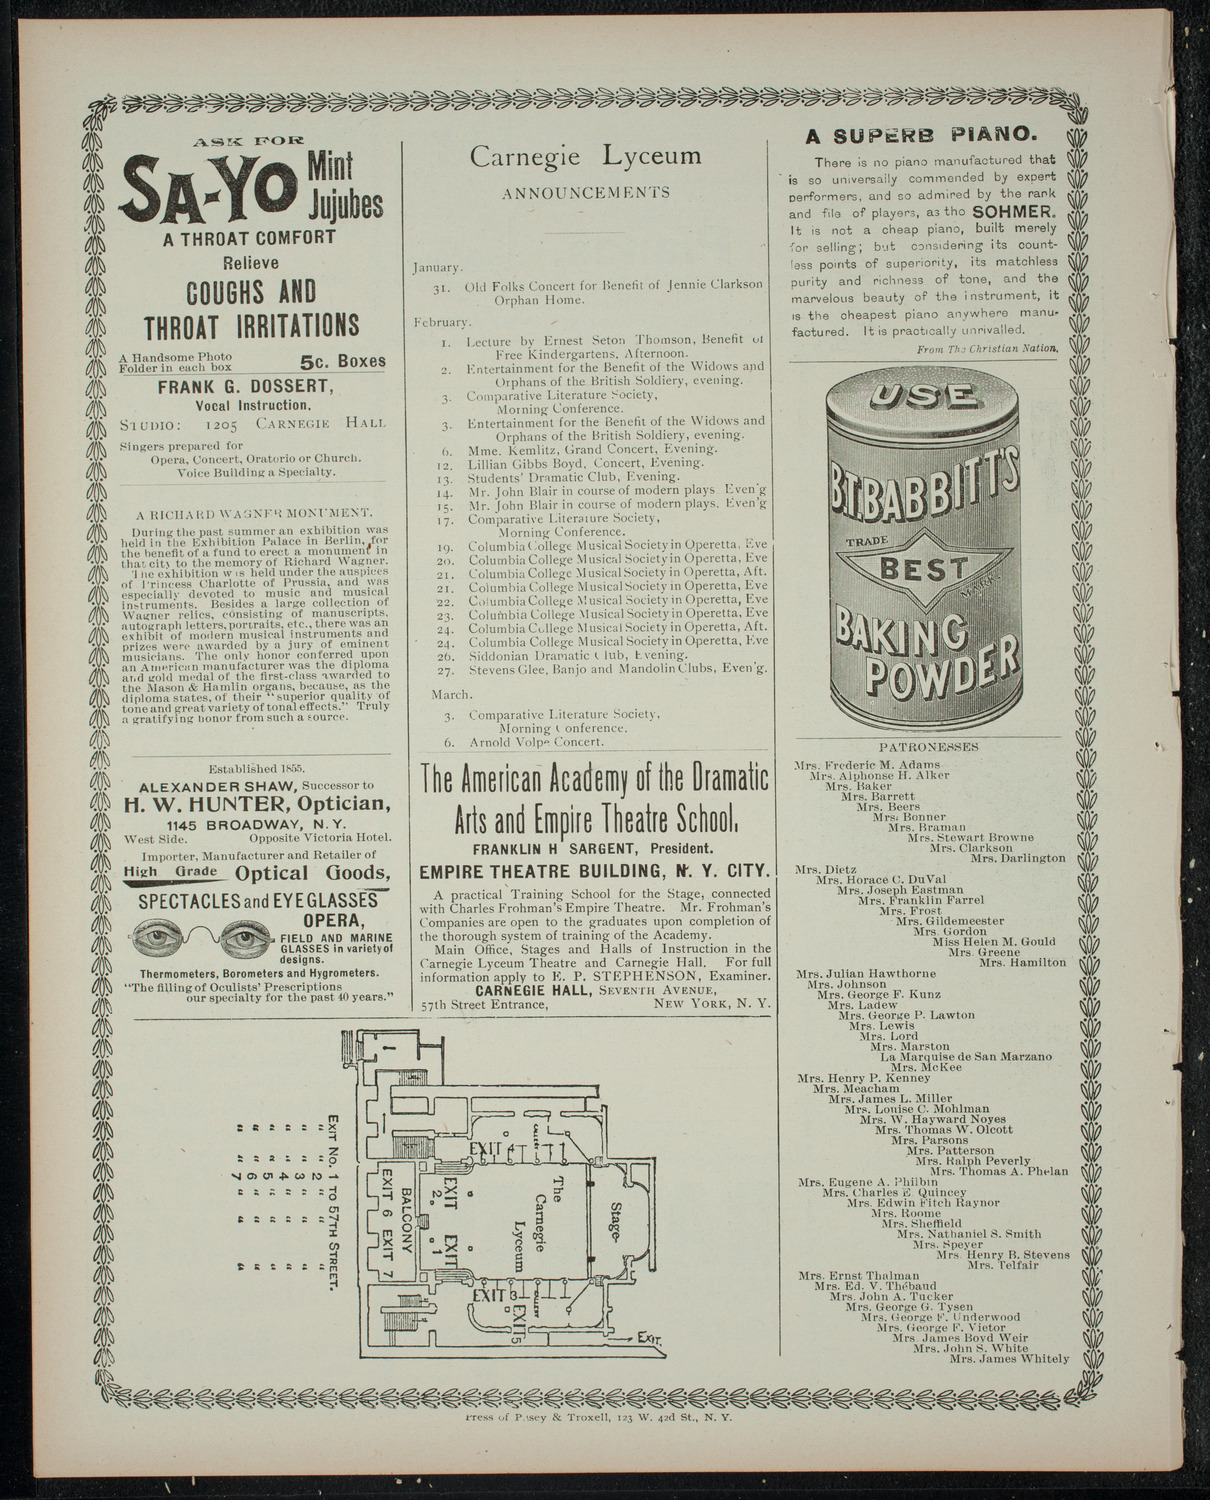 ASK FOR
SA-YO Mint Jujubes
A THROAT COMFORT
Relieve
COUGHS AND
THROAT IRRITATIONS
A Handsome Photo
Folder in each box
5c. Boxes
FRANK G. DOSSERT,
Vocal Instruction.
STUDIO: 1205 CARNEGIE HALL
Singers prepared for
Opera, Concert, Oratorio or Church.
Voice Building a Specialty.
A RICHARD WAGNER MONUMENT.
During the past summer an exhibition was
held in the Exhibition Palace in Berlin, for
the benefit of a fund to erect a monument in
that city to the memory of Richard Wagner.
The exhibition was held under the auspices
of Princess Charlotte of Prussia, and was
especially devoted to music and musical
instruments. Besides a large collection of
Wagner relics, consisting of manuscripts,
autograph letters, portraits, etc., there was an
exhibit of modern musical instruments and
prizes were awarded by a jury of eminent
musicians. The only honor conferred upon
an American manufacturer was the diploma
and gold medal of the first-class awarded to
the Mason & Hamlin organs, because, as the
diploma states, of their "superior quality of
tone and great variety of tonal effects." Truly
a gratifying honor from such a source.
Established 1855.
ALEXANDER SHAW, Successor to
H. W. HUNTER, Optician,
1145 BROADWAY, N. Y.
West Side. Opposite Victoria Hotel.
Importer, Manufacturer and Retailer of
High Grade Optical Goods,
SPECTACLES and EYEGLASSES
OPERA,
FIELD AND MARINE
GLASSES in variety of
designs.
Thermometers, Borometers and Hygrometers.
"The filling of Oculists' Prescriptions
our specialty for the past 40 years."
Carnegie Lyceum
ANNOUNCEMENTS
January.
31. Old Folks Concert for Benefit of Jennie Clarkson
Orphan Home.
February.
1. Lecture by Ernest Seton Thomson, Benefit of
Free Kindergartens, Afternoon.
2. Entertainment for the Benefit of the Widows and
Orphans of the British Soldiery, evening.
3. Comparative Literature Society,
Morning Conference.
3. Entertainment for the Benefit of the Widows and
Orphans of the British Soldiery, evening.
6. Mme. Kemlitz, Grand Concert, Evening.
12. Lillian Gibbs Boyd, Concert, Evening.
13. Students' Dramatic Club, Evening.
14. Mr. John Blair in course of modern plays Even'g
15. Mr. John Blair in course of modern plays. Even'g
17. Comparative Literature Society,
Morning Conference.
19. Columbia College Musical Society in Operetta, Eve
20. Columbia College Musical Society in Operetta, Eve
21. Columbia College Musical Society in Operetta, Aft.
21. Columbia College Musical Society in Operetta, Eve
22. Columbia College Musical Society in Operetta, Eve
23. Columbia College Musical Society in Operetta, Eve
24. Columbia College Musical Society in Operetta, Aft.
24. Columbia College Musical Society in Operetta, Eve
26. Siddonian Dramatic Club, Evening.
27. Stevens Glee, Banjo and Mandolin Clubs, Even'g.
March.
3. Comparative Literature Society,
Morning Conference.
6. Arnold Volpe Concert.
The American Academy of the Dramatic
Arts and Empire Theatre School,
FRANKLIN H SARGENT, President.
EMPIRE THEATRE BUILDING, N. Y. CITY.
A practical Training School for the Stage, connected
with Charles Frohman's Empire Theatre. Mr. Frohman's
Companies are open to the graduates upon completion of
the thorough system of training of the Academy.
Main Office, Stages and Halls of Instruction in the
Carnegie Lyceum Theatre and Carnegie Hall. For full
information apply to E. P. STEPHENSON, Examiner.
CARNEGIE HALL, SEVENTH AVENUE,
57th Street Entrance, NEW YORK, N. Y.
A SUPERB PIANO.
There is no piano manufactured that
is so universally commended by expert
performers, and so admired by the rank
and file of players, as tho SOHMER.
It is not a cheap piano, built merely
for selling; but considering its count-
less points of superiority, its matchless
purity and richness of tone, and the
marvelous beauty of the instrument, it
is the cheapest piano anywhere manu-
factured. It is practically unrivalled.
From The Christian Nation.
USE
B.T. BABBITT'S
TRADE
BEST
MARK
BAKING
POWDER
PATRONESSES
Mrs. Frederic M. Adams
Mrs. Alphonse H. Alker
Mrs. Baker
Mrs. Barrett
Mrs. Beers
Mrs. Bonner
Mrs. Braman
Mrs. Stewart Browne
Mrs. Clarkson
Mrs. Darlington
Mrs. Dietz
Mrs. Horace C. DuVal
Mrs. Joseph Eastman
Mrs. Franklin Farrel
Mrs. Frost
Mrs. Gildemeester
Mrs. Gordon
Miss Helen M. Gould
Mrs. Greene
Mrs. Hamilton
Mrs. Julian Hawthorne
Mrs. Johnson
Mrs. George F. Kunz
Mrs. Ladew
Mrs. George P. Lawton
Mrs. Lewis
Mrs. Lord
Mrs. Marston
La Marquise de San Marzano
Mrs. McKee
Mrs. Henry P. Kenney
Mrs. Meacham
Mrs. James L. Miller
Mrs. Louise C. Mohlman
Mrs. W. Hayward Noyes
Mrs. Thomas W. Olcott
Mrs. Parsons
Mrs. Patterson
Mrs. Ralph Peverly
Mrs. Thomas A. Phelan
Mrs. Eugene A. Philbin
Mrs. Charles E. Quincey
Mrs. Edwin Fitch Raynor
Mrs. Roome
Mrs. Sheffield
Mrs. Nathaniel S. Smith
Mrs. Speyer
Mrs. Henry B. Stevens
Mrs. Telfair
Mrs. Ernst Thalman
Mrs. Ed. V. Thébaud
Mrs. John A. Tucker
Mrs. George G. Tysen
Mrs. George F. Underwood
Mrs. George F. Vietor
Mrs. James Boyd Weir
Mrs. John S. White
Mrs. James Whitely
EXIT No. 1 TO 57TH STREET.
" " 2 " " "
" " 3 " " "
" " 4 " " "
" " 5 " " "
" " 6 " " "
" " 7 " " "
BALCONY
EXIT 6 EXIT 7
EXIT 2
EXIT 1
EXIT 4
EXIT 3
EXIT 5
The
Carnegie
Lyceum
Stage
EXIT.
Press of Pusey & Troxell, 123 W. 42d St., N. Y.